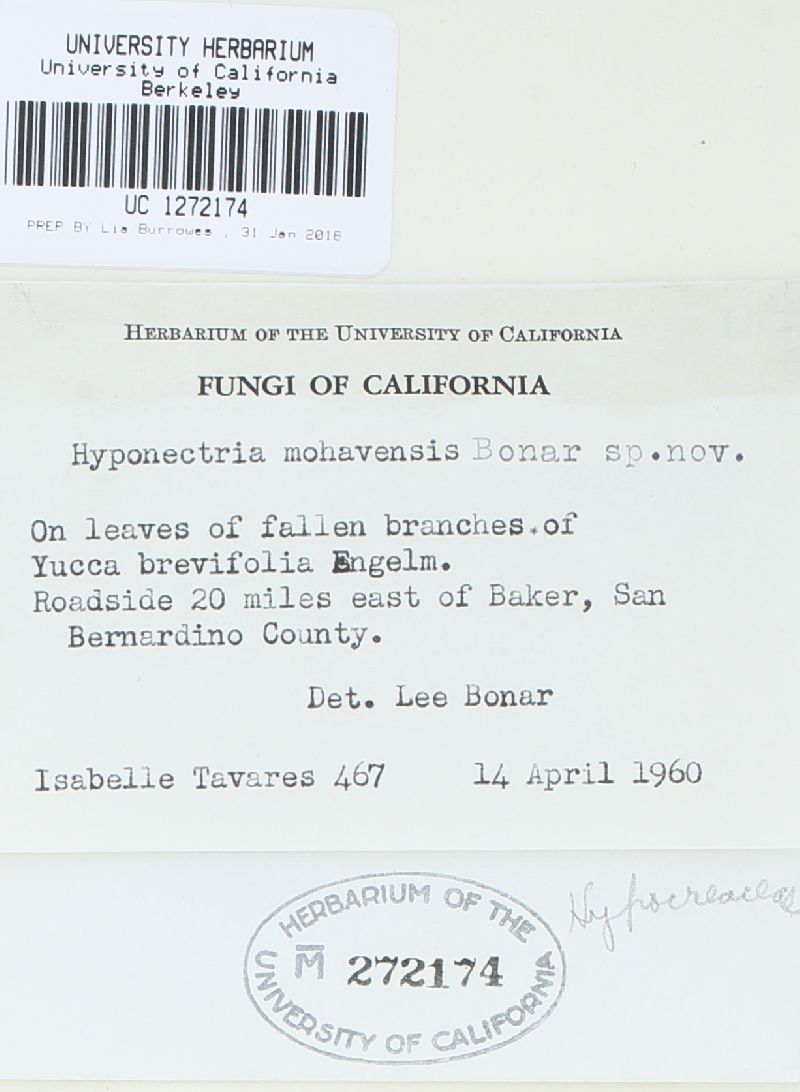 UNIVERSITY HERBARIUM
University of California
Berkeley
UC 1272174
PREP BY Lia Burrowes , 31 Jan 2018
HERBARIUM OF THE UNIVERSITY OF CALIFORNIA
FUNGI OF CALIFORNIA
Hyponectria mohavensis Bonar sp.nov.
On leaves of fallen branches.of
Yucca brevifolia Engelm.
Roadside 20 miles east of Baker, San
Bernardino County.
Det. Lee Bonar
Isabelle Tavares 467 14 April 1960
Hypocreaceae
HERBARIUM OF THE
M̅ 272174
UNIVERSITY OF CALIFORNIA